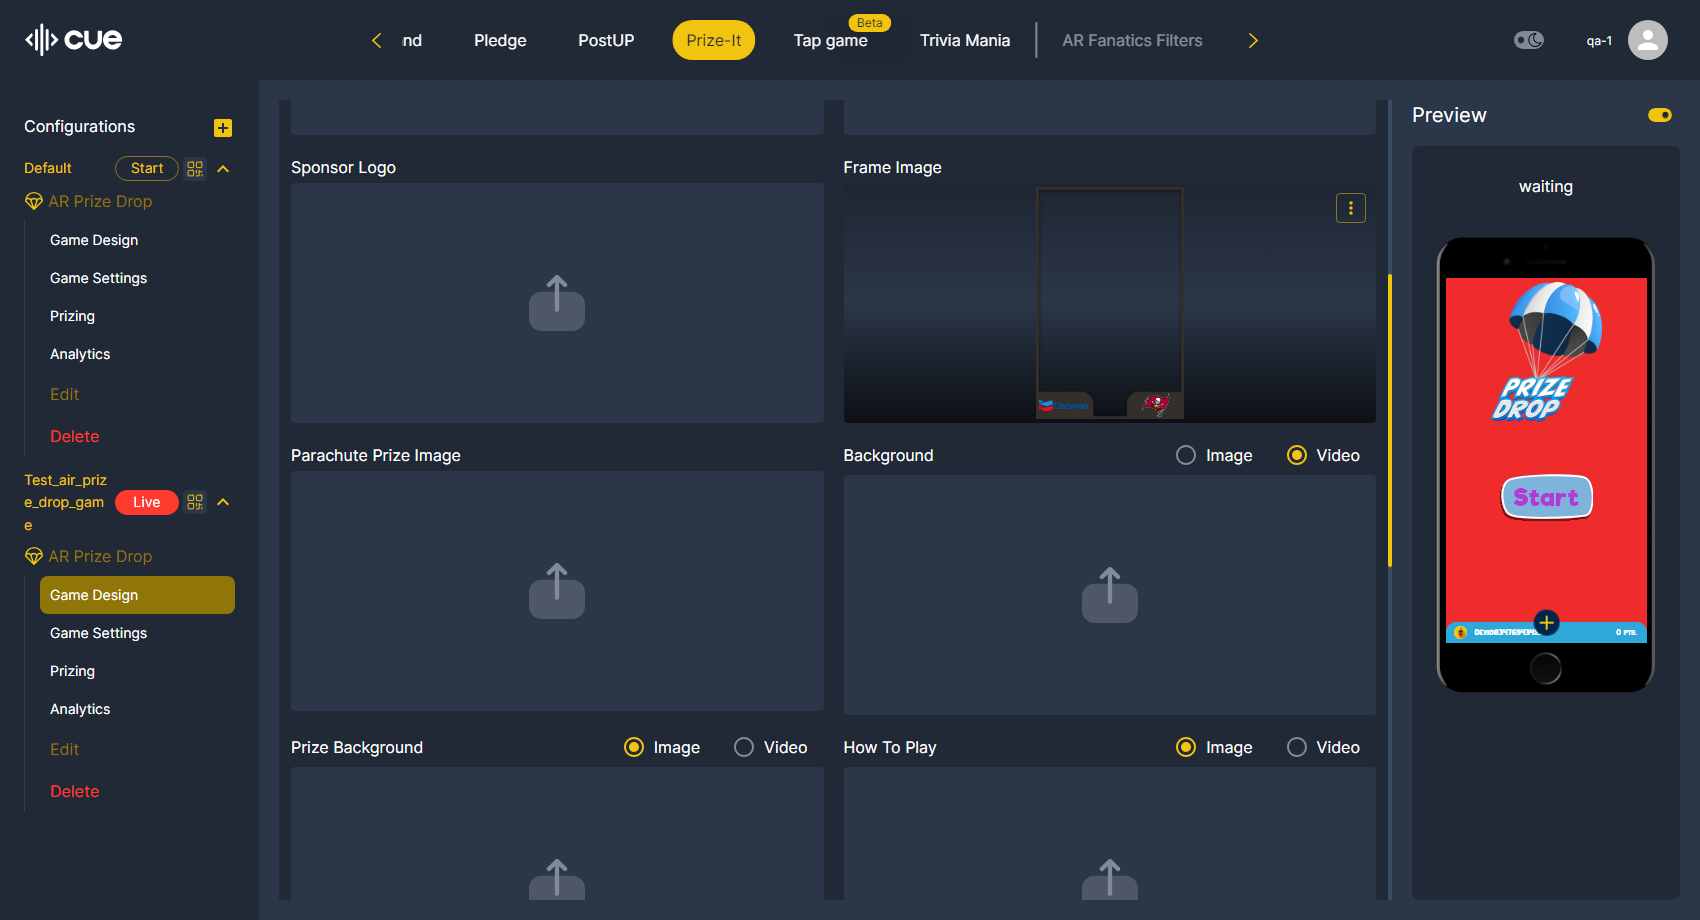 cue
nd
Pledge
PostUP
Prize-It
Beta
Tap game
Trivia Mania
AR Fanatics Filters
qa-1
Configurations
Default
Start
AR Prize Drop
Game Design
Game Settings
Prizing
Analytics
Edit
Delete
Test_air_priz
e_drop_gam
e
Live
AR Prize Drop
Game Design
Game Settings
Prizing
Analytics
Edit
Delete
Sponsor Logo
Frame Image
Chevron
Parachute Prize Image
Background
Image
Video
Prize Background
Image
Video
How To Play
Image
Video
Preview
waiting
PRIZE
DROP
Start
0 PTS.